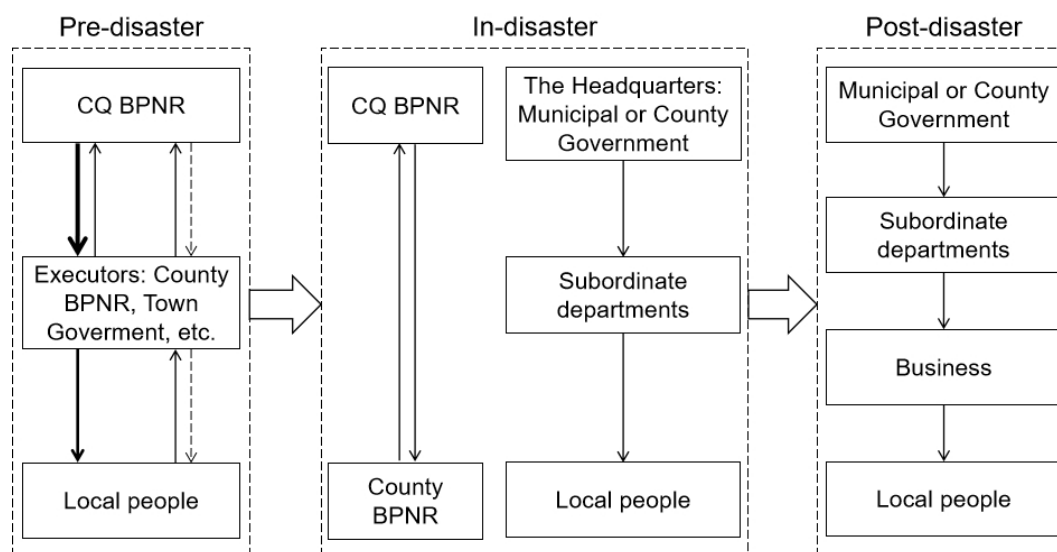 Pre-disaster
CQ BPNR
Executors: County
BPNR, Town
Goverment, etc.
Local people
In-disaster
CQ BPNR
County
BPNR
The Headquarters:
Municipal or County
Government
Subordinate
departments
Local people
Post-disaster
Municipal or County
Government
Subordinate
departments
Business
Local people